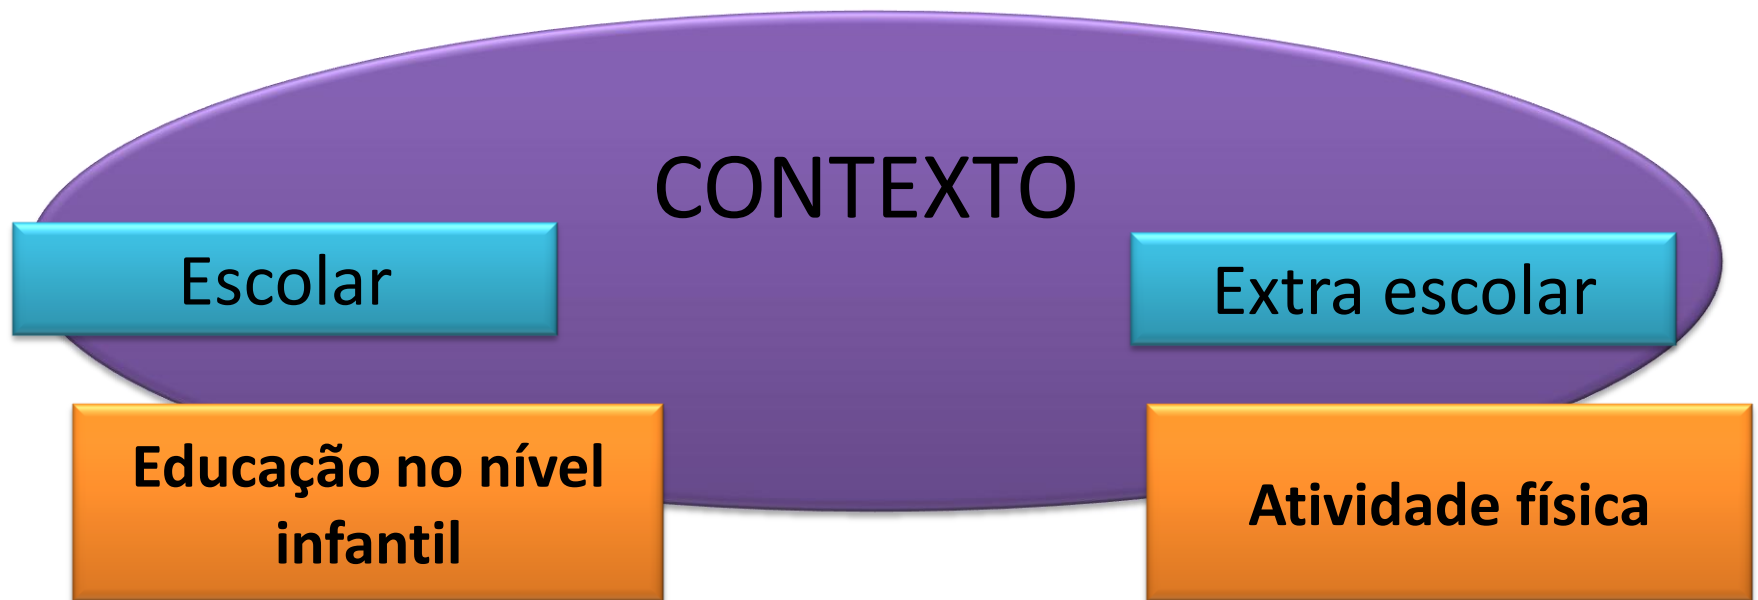 CONTEXTO
Escolar
Extra escolar
Educação no nível
infantil
Atividade física